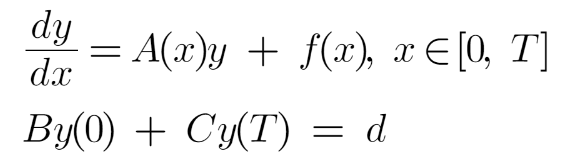 dy/dx = A(x)y + f(x), x ∈ [0, T]
By(0) + Cy(T) = d